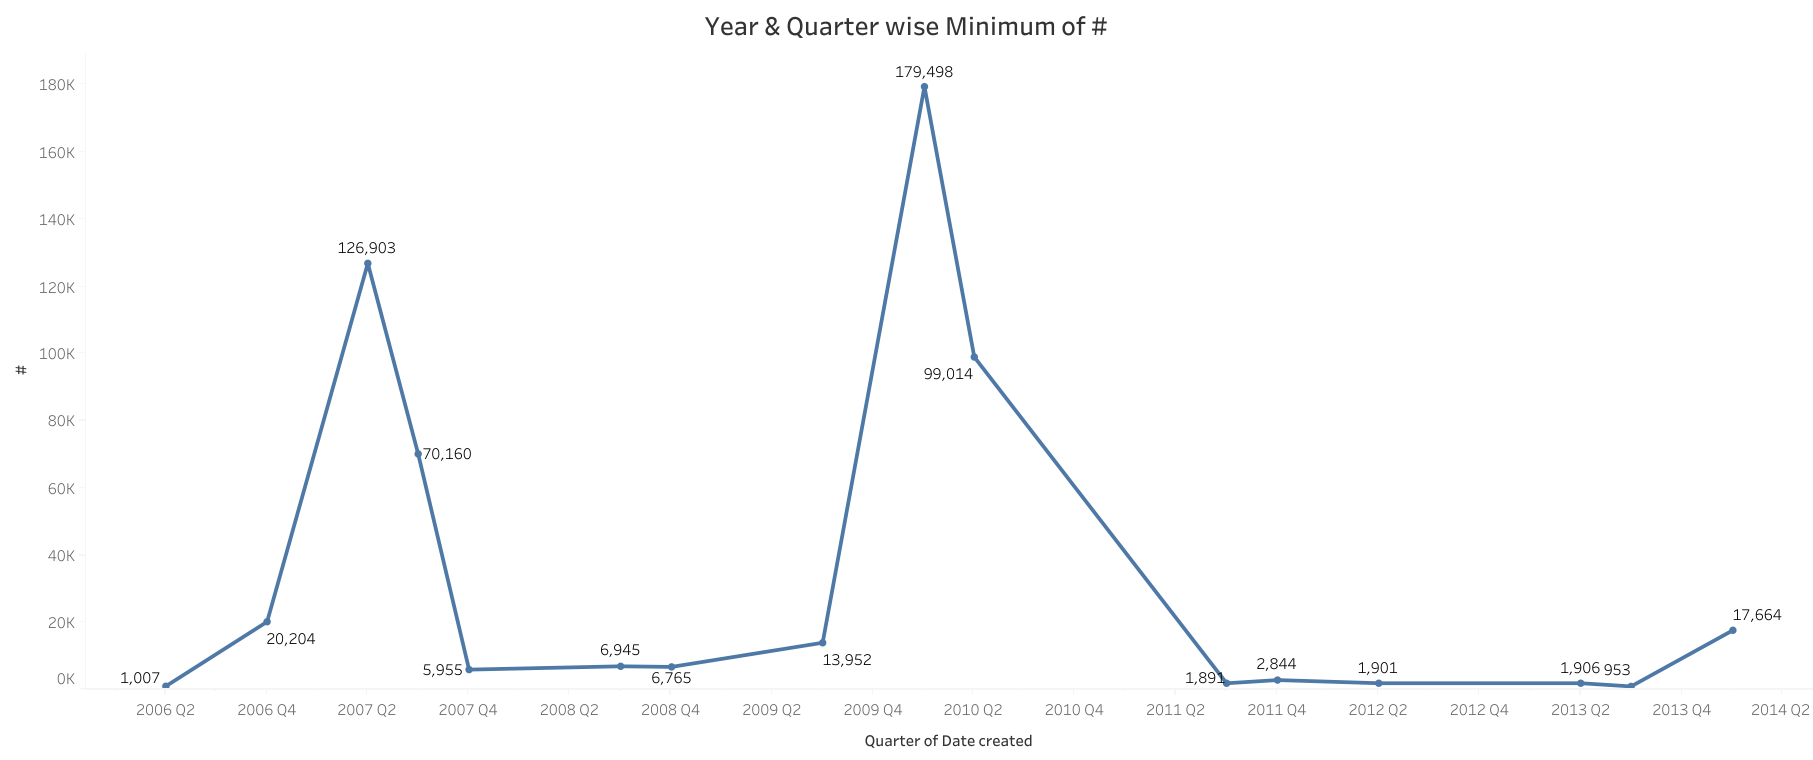 Year & Quarter wise Minimum of #
179,498
180K
160K
140K
126,903
120K
100K
#
99,014
80K
70,160
60K
40K
20K
20,204
17,664
6,945
13,952
2,844
1,901
1,906
953
5,955
1,007
0K
6,765
1,891
2006 Q2
2006 Q4
2007 Q2
2007 Q4
2008 Q2
2008 Q4
2009 Q2
2009 Q4
2010 Q2
2010 Q4
2011 Q2
2011 Q4
2012 Q2
2012 Q4
2013 Q2
2013 Q4
2014 Q2
Quarter of Date created